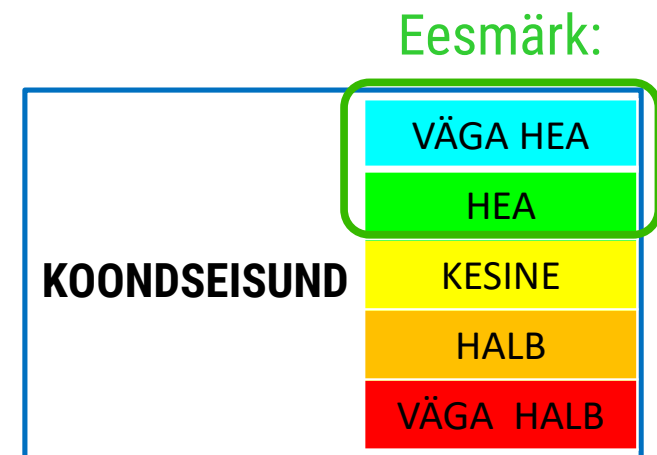 Eesmärk:
VÄGA HEA
HEA
KOONDSEISUND
KESINE
HALB
VÄGA HALB